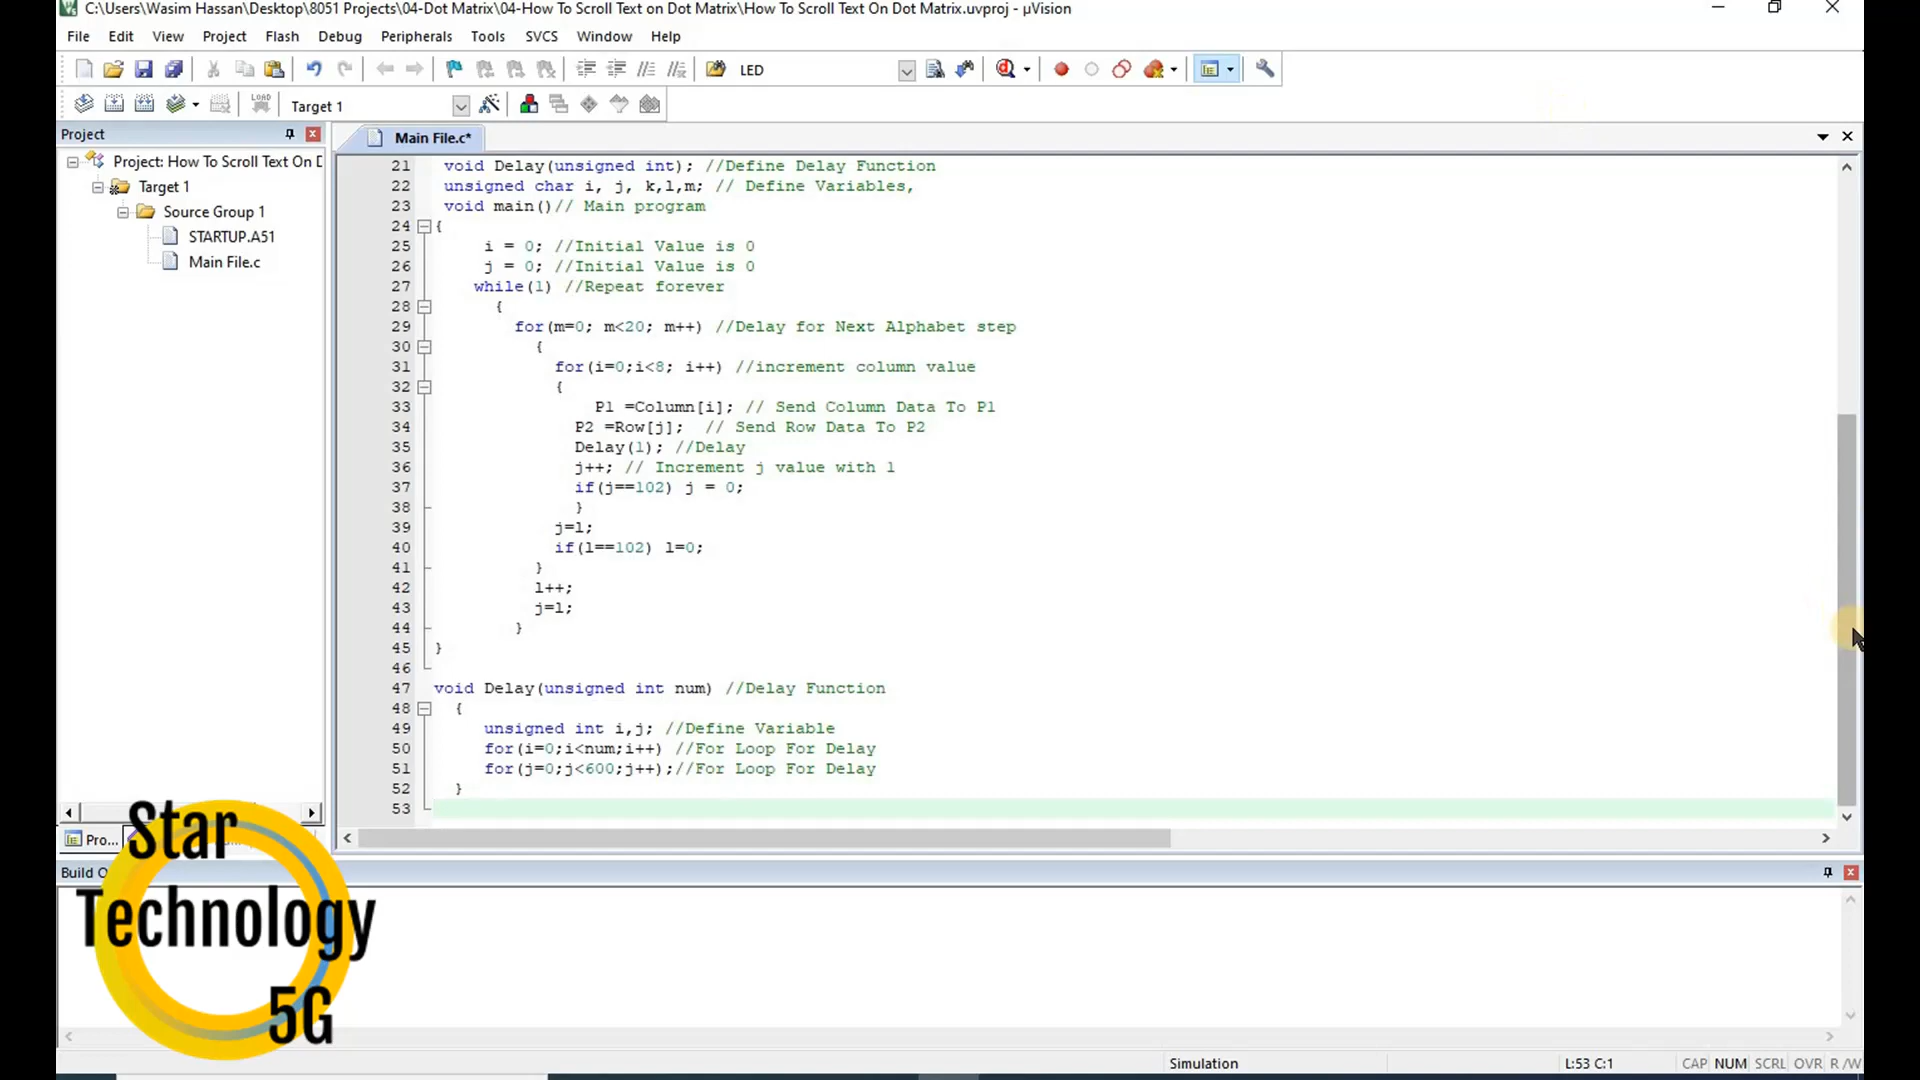 C:\Users\Wasim Hassan\Desktop\8051 Projects\04-Dot Matrix\04-How To Scroll Text on Dot Matrix\How To Scroll Text On Dot Matrix.uvproj - µVision
File Edit View Project Flash Debug Peripherals Tools SVCS Window Help
LED
LOAD Target 1
Project
Main File.c*
Project: How To Scroll Text On D
Target 1
Source Group 1
STARTUP.A51
Main File.c
21 void Delay(unsigned int); //Define Delay Function
22 unsigned char i, j, k,l,m; // Define Variables,
23 void main()// Main program
24 {
25 i = 0; //Initial Value is 0
26 j = 0; //Initial Value is 0
27 while(1) //Repeat forever
28 {
29 for(m=0; m<20; m++) //Delay for Next Alphabet step
30 {
31 for(i=0;i<8; i++) //increment column value
32 {
33 P1 =Column[i]; // Send Column Data To P1
34 P2 =Row[j]; // Send Row Data To P2
35 Delay(1); //Delay
36 j++; // Increment j value with 1
37 if(j==102) j = 0;
38 }
39 j=l;
40 if(l==102) l=0;
41 }
42 l++;
43 j=l;
44 }
45 }
46
47 void Delay(unsigned int num) //Delay Function
48 {
49 unsigned int i,j; //Define Variable
50 for(i=0;i<num;i++) //For Loop For Delay
51 for(j=0;j<600;j++);//For Loop For Delay
52 }
53
Pro...
Build O
Star
Technology
5G
Simulation L:53 C:1 CAP NUM SCRL OVR R/W